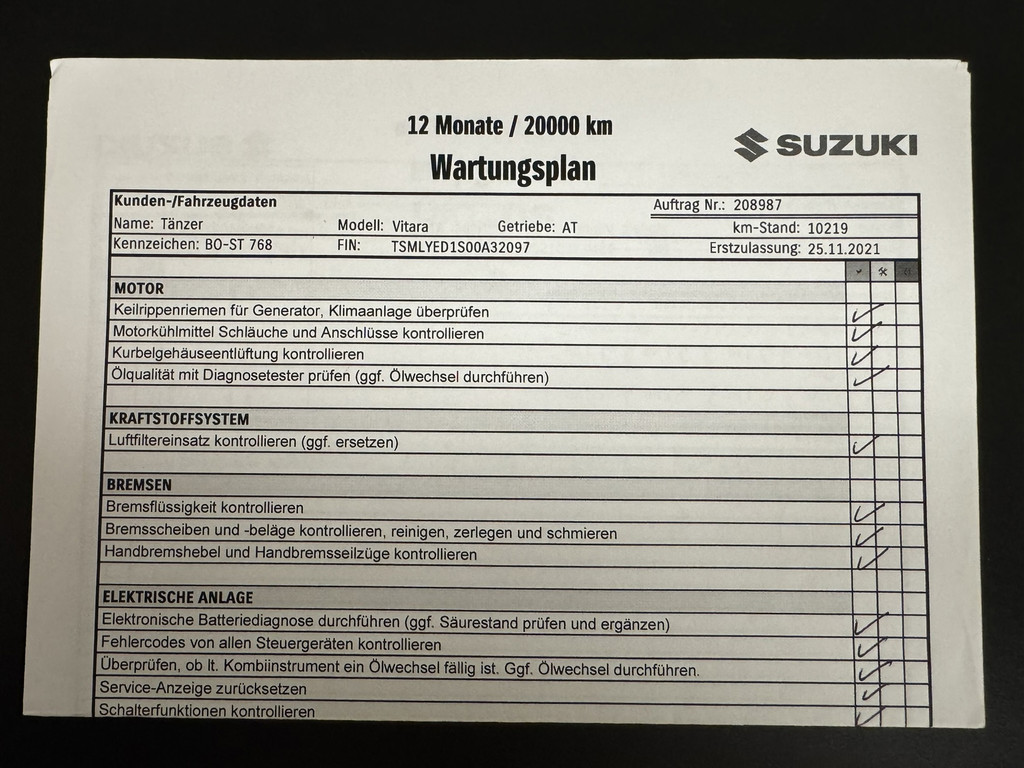 12 Monate / 20000 km
SUZUKI
Wartungsplan
Kunden-/Fahrzeugdaten
Auftrag Nr.: 208987
Name: Tänzer Modell: Vitara Getriebe: AT km-Stand: 10219
Kennzeichen: BO-ST 768 FIN: TSMLYED1S00A32097 Erstzulassung: 25.11.2021
MOTOR
Keilrippenriemen für Generator, Klimaanlage überprüfen
Motorkühlmittel Schläuche und Anschlüsse kontrollieren
Kurbelgehäuseentlüftung kontrollieren
Ölqualität mit Diagnosetester prüfen (ggf. Ölwechsel durchführen)
KRAFTSTOFFSYSTEM
Luftfiltereinsatz kontrollieren (ggf. ersetzen)
BREMSEN
Bremsflüssigkeit kontrollieren
Bremsscheiben und -beläge kontrollieren, reinigen, zerlegen und schmieren
Handbremshebel und Handbremsseilzüge kontrollieren
ELEKTRISCHE ANLAGE
Elektronische Batteriediagnose durchführen (ggf. Säurestand prüfen und ergänzen)
Fehlercodes von allen Steuergeräten kontrollieren
Überprüfen, ob lt. Kombiinstrument ein Ölwechsel fällig ist. Ggf. Ölwechsel durchführen.
Service-Anzeige zurücksetzen
Schalterfunktionen kontrollieren